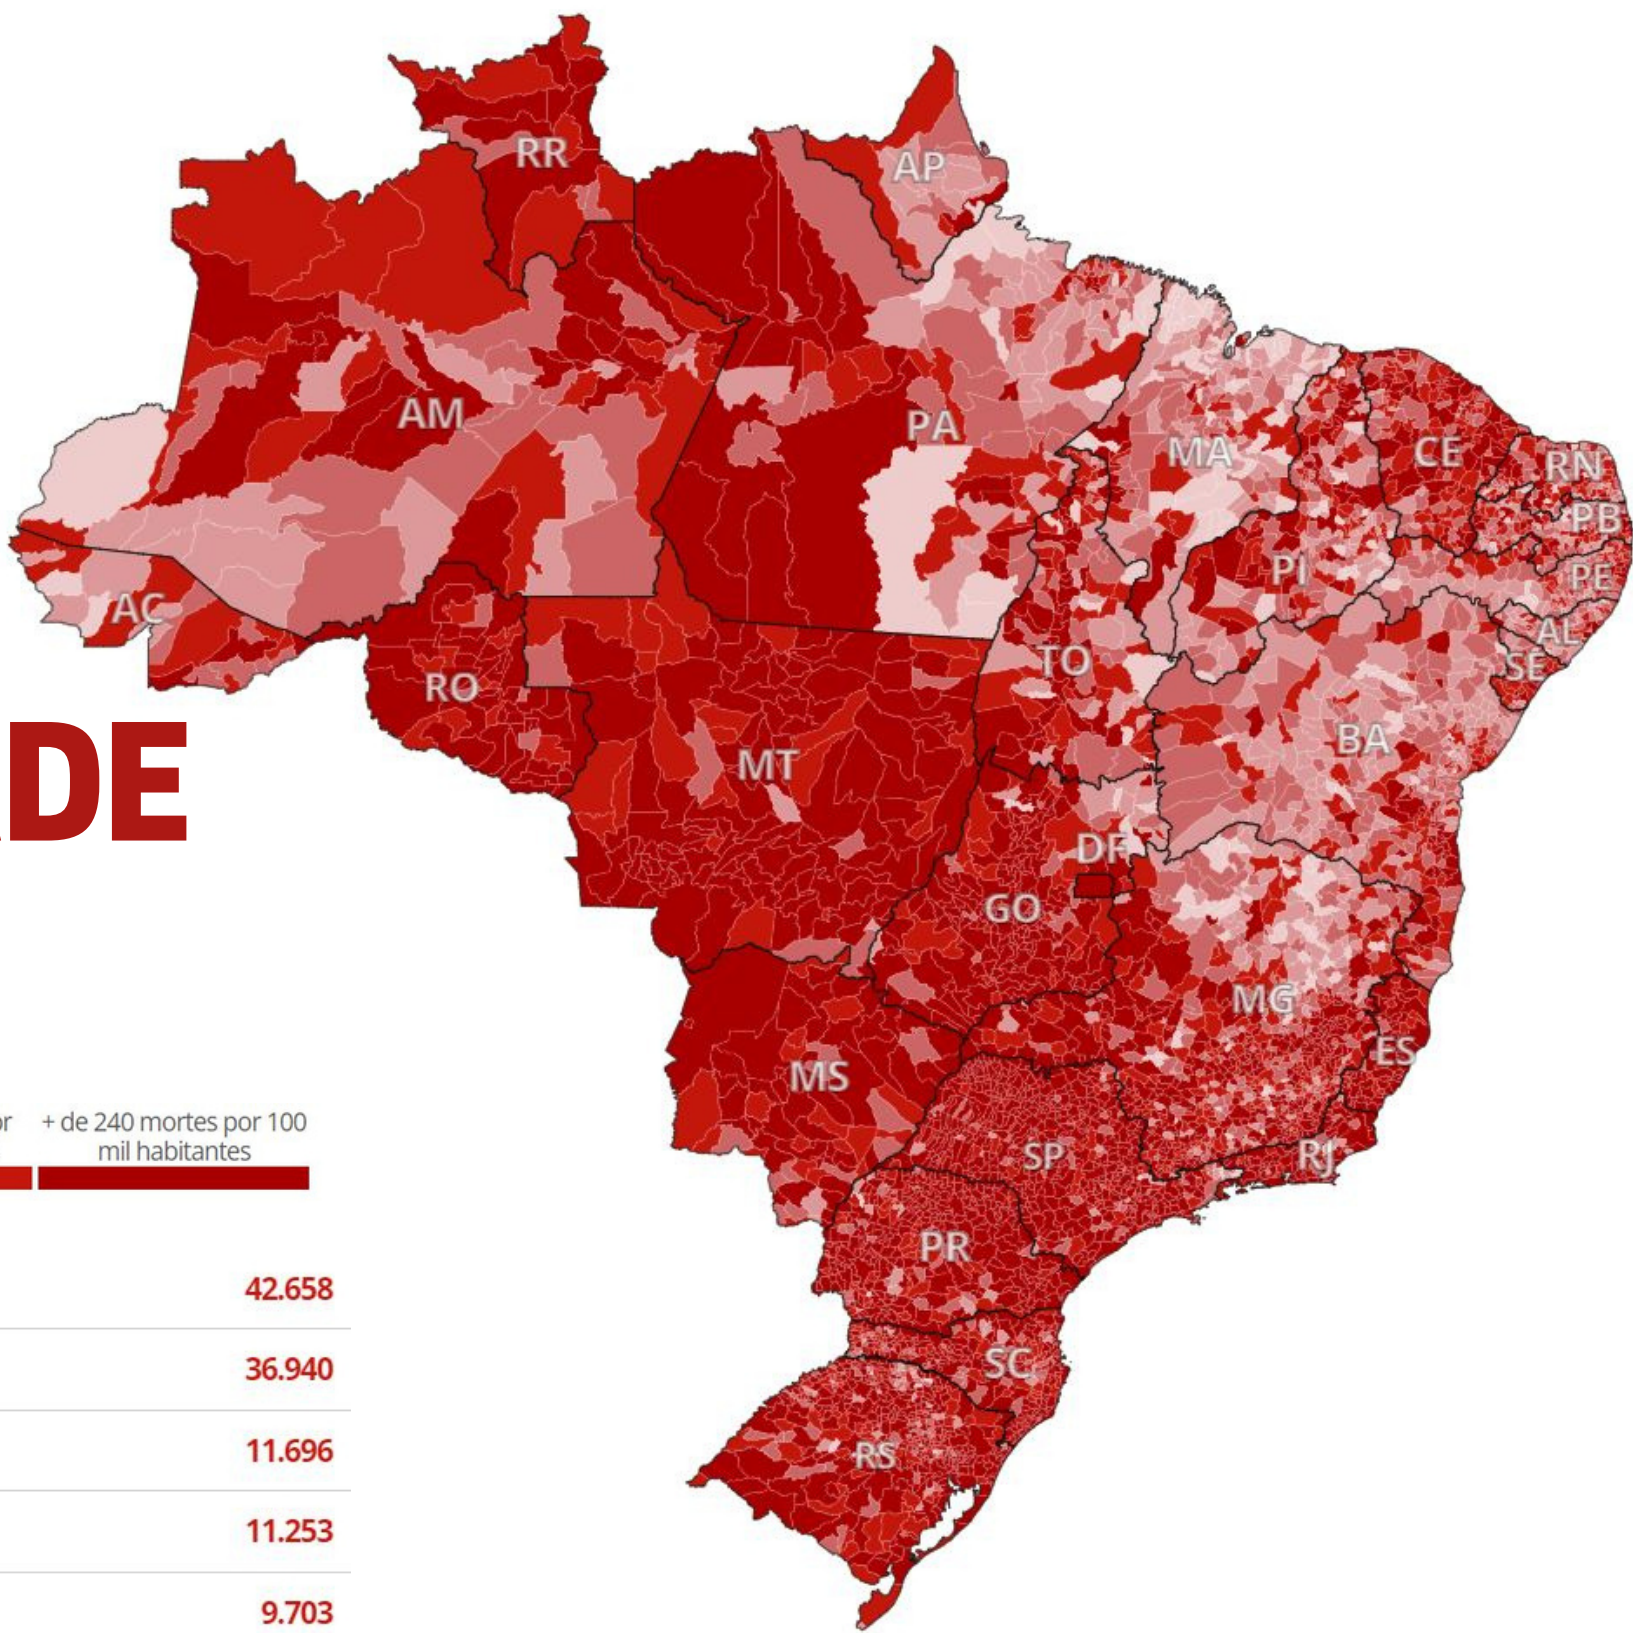 RR
AP
AM
PA
MA
CE
RN
PB
PI
PE
AC
AL
TO
SE
RO
DE
BA
MT
DF
GO
MG
ES
MS
or + de 240 mortes por 100
mil habitantes
SP
RJ
PR
42.658
SC
36.940
RS
11.696
11.253
9.703